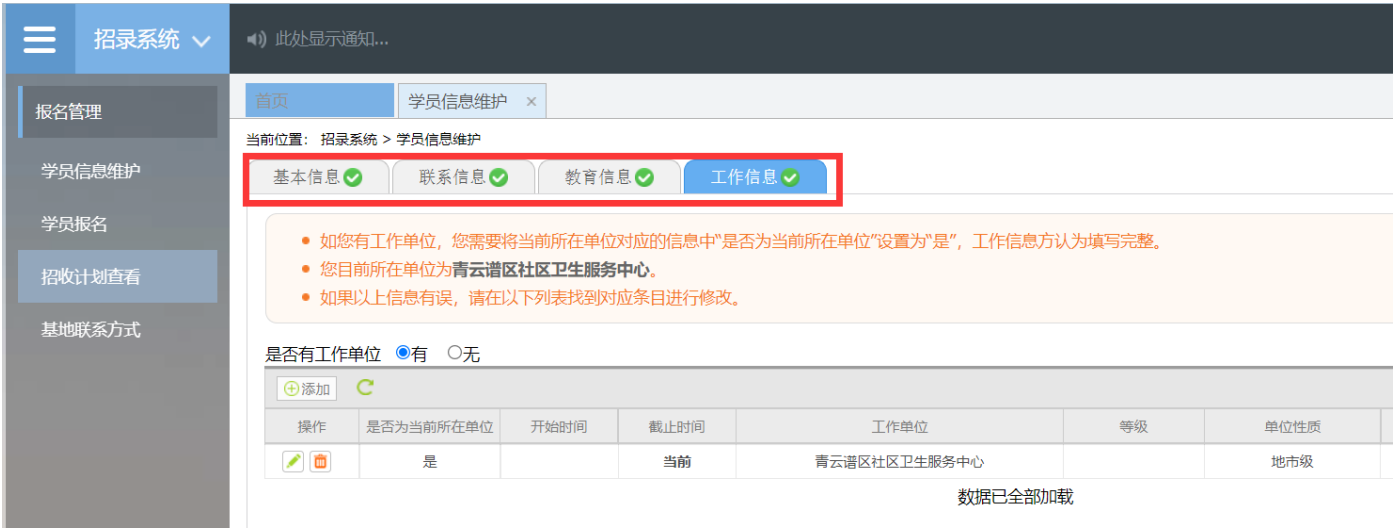 招录系统
此处显示通知...
报名管理
学员信息维护
学员报名
招收计划查看
基地联系方式
首页 学员信息维护 ×
当前位置： 招录系统 > 学员信息维护
基本信息 联系信息 教育信息 工作信息
如您有工作单位，您需要将当前所在单位对应的信息中“是否为当前所在单位”设置为“是”，工作信息方认为填写完整。
您目前所在单位为青云谱区社区卫生服务中心。
如果以上信息有误，请在以下列表找到对应条目进行修改。
是否有工作单位 有 无
添加
操作 是否为当前所在单位 开始时间 截止时间 工作单位 等级 单位性质
是 当前 青云谱区社区卫生服务中心 地市级
数据已全部加载